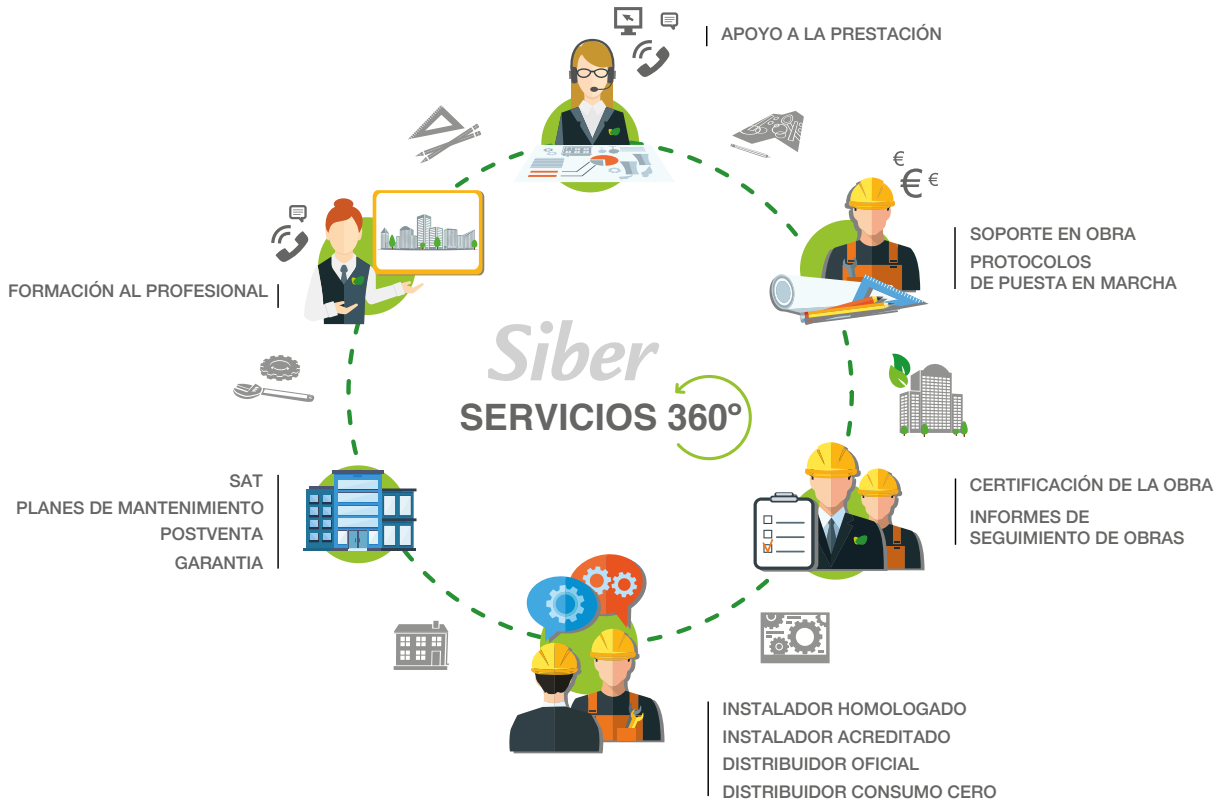 APOYO A LA PRESTACIÓN
€
€ €
SOPORTE EN OBRA
PROTOCOLOS
DE PUESTA EN MARCHA
FORMACIÓN AL PROFESIONAL
Siber
SERVICIOS 360º
SAT
PLANES DE MANTENIMIENTO
POSTVENTA
GARANTIA
CERTIFICACIÓN DE LA OBRA
INFORMES DE
SEGUIMIENTO DE OBRAS
INSTALADOR HOMOLOGADO
INSTALADOR ACREDITADO
DISTRIBUIDOR OFICIAL
DISTRIBUIDOR CONSUMO CERO